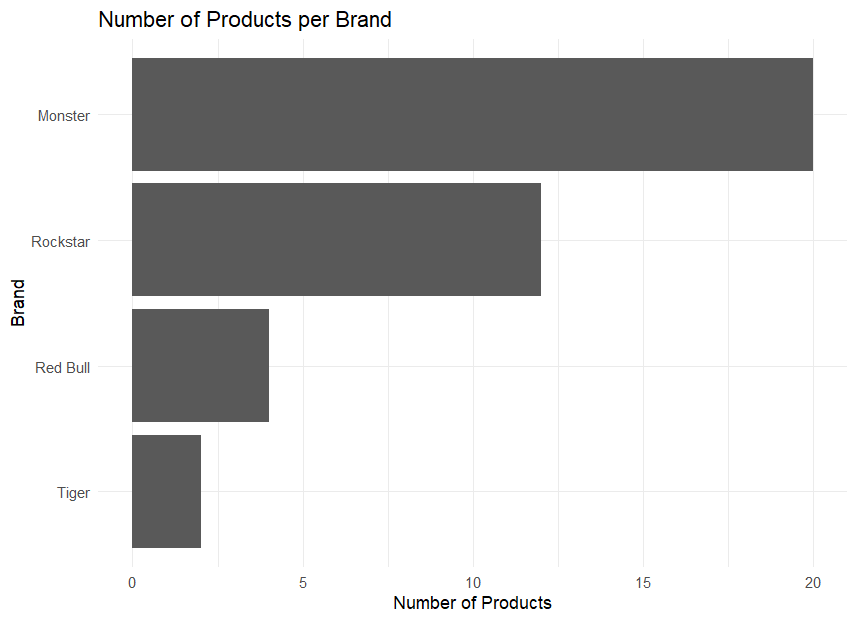 Number of Products per Brand
Monster
Rockstar
Red Bull
Tiger
Brand
0 5 10 15 20
Number of Products